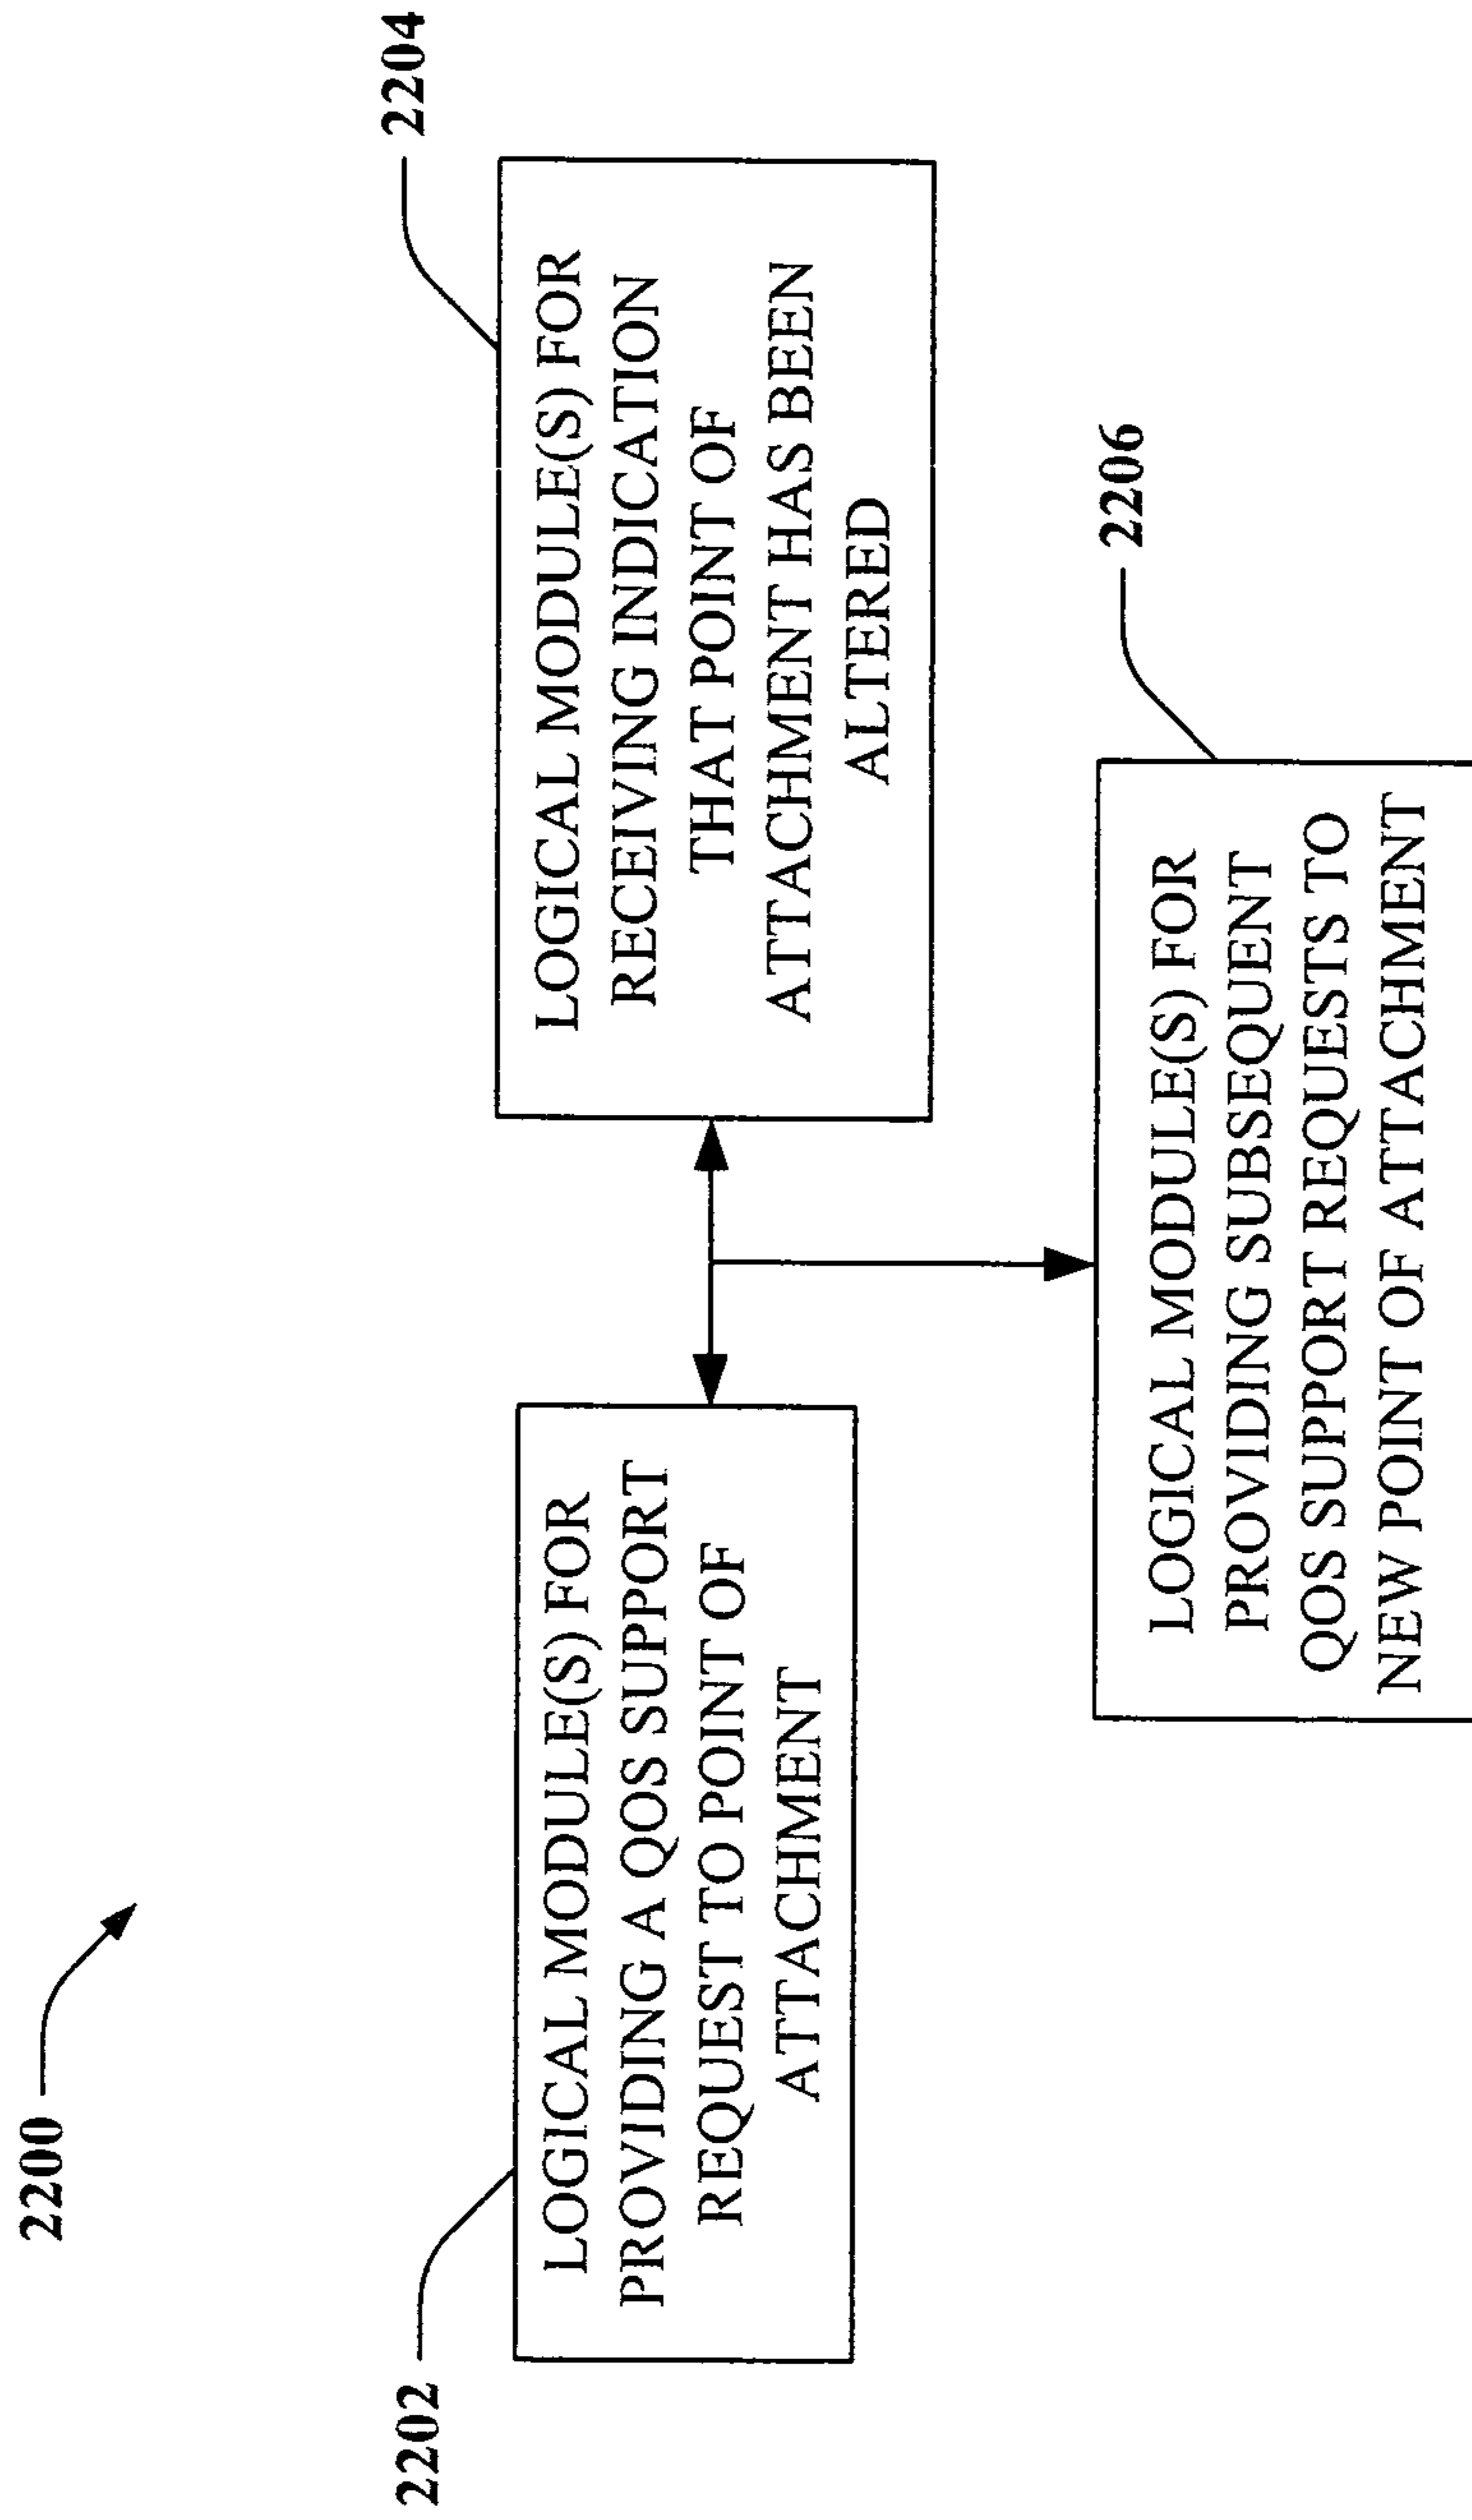 2200
2202
LOGICAL MODULE(S) FOR
PROVIDING A QOS SUPPORT
REQUEST TO POINT OF
ATTACHMENT
2204
LOGICAL MODULE(S) FOR
RECEIVING INDICATION
THAT POINT OF
ATTACHMENT HAS BEEN
ALTERED
2206
LOGICAL MODULE(S) FOR
PROVIDING SUBSEQUENT
QOS SUPPORT REQUESTS TO
NEW POINT OF ATTACHMENT